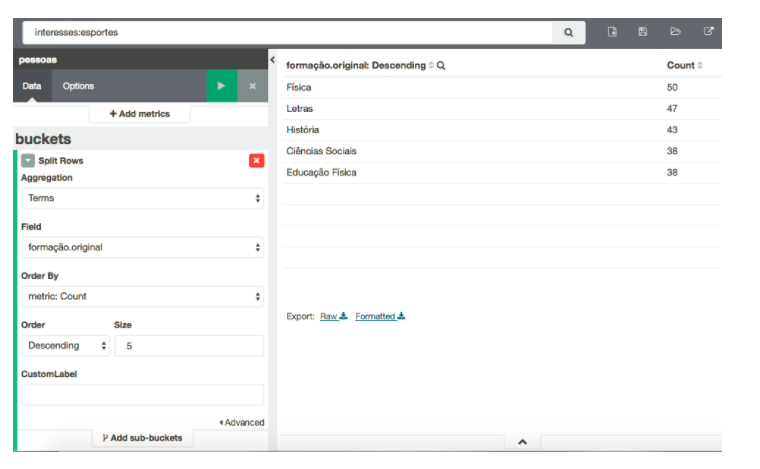 interesses:esportes
pessoas
Data Options
+ Add metrics
buckets
Split Rows
Aggregation
Terms
Field
formação.original
Order By
metric: Count
Order Size
Descending 5
CustomLabel
Advanced
Add sub-buckets
formação.original: Descending Count
Física 50
Letras 47
História 43
Ciências Sociais 38
Educação Física 38
Export: Raw Formatted